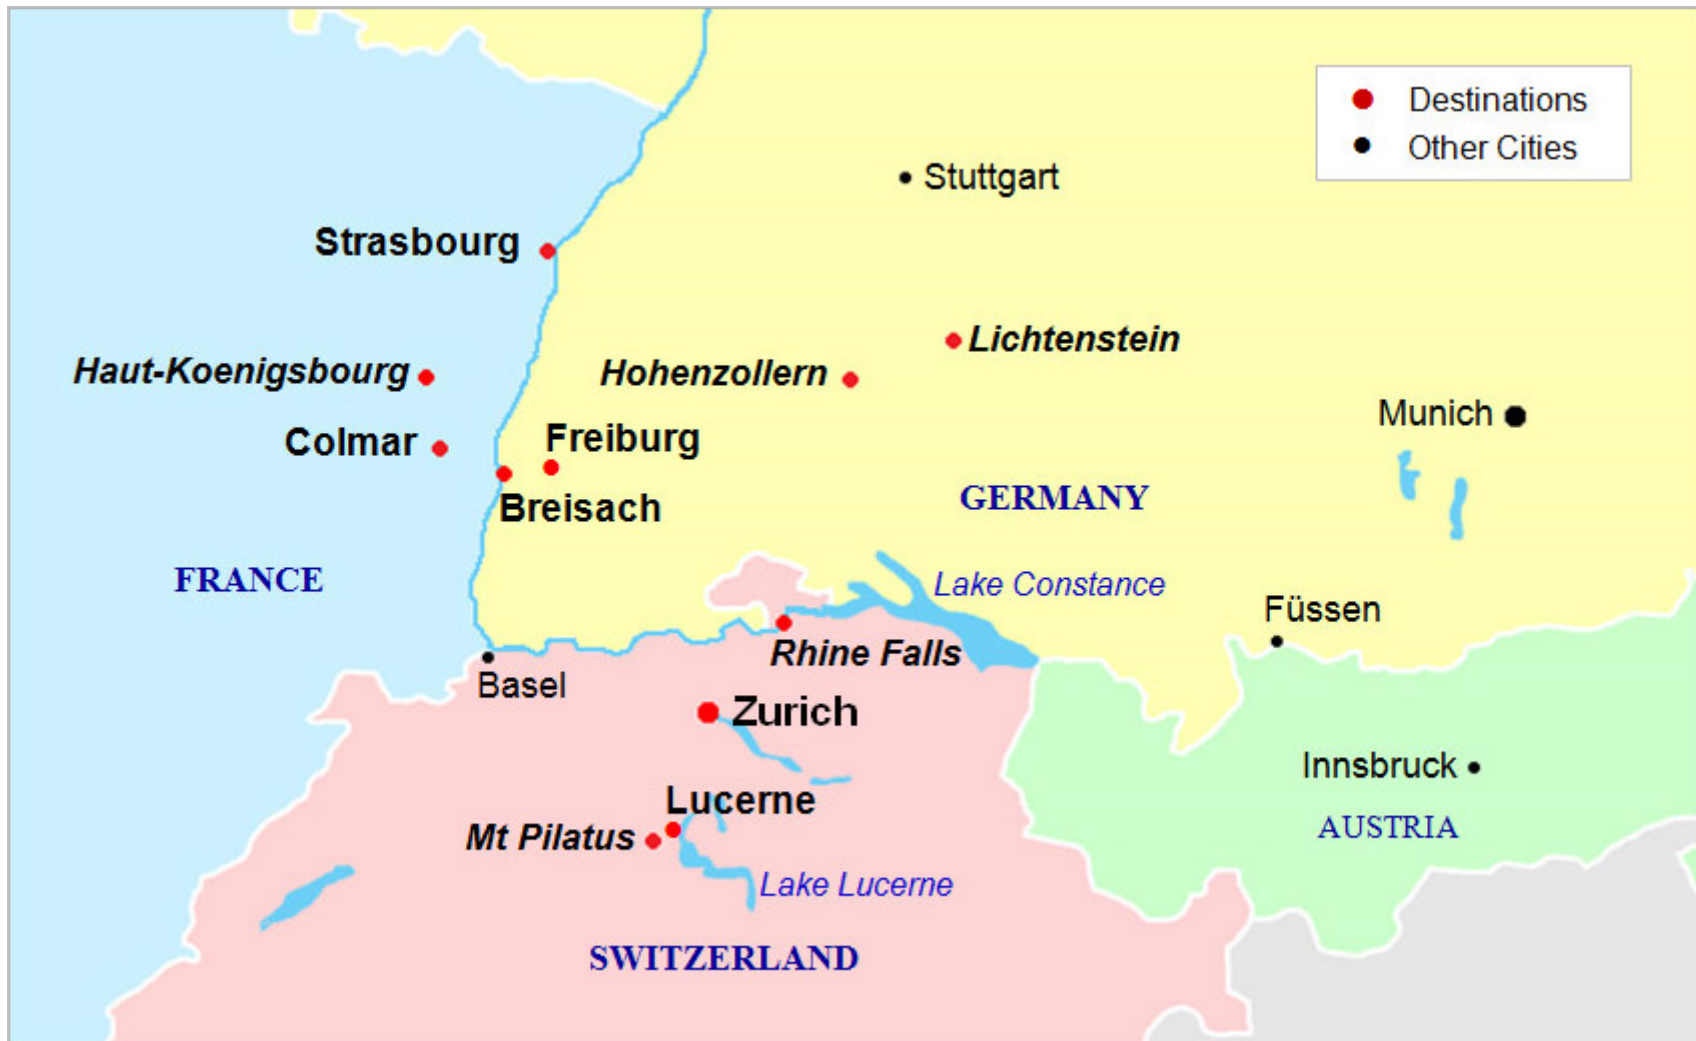 Destinations
Other Cities
Stuttgart
Strasbourg
Lichtenstein
Haut-Koenigsbourg
Hohenzollern
Munich
Colmar
Freiburg
GERMANY
Breisach
FRANCE
Lake Constance
Füssen
Rhine Falls
Basel
Zurich
Innsbruck
Lucerne
AUSTRIA
Mt Pilatus
Lake Lucerne
SWITZERLAND